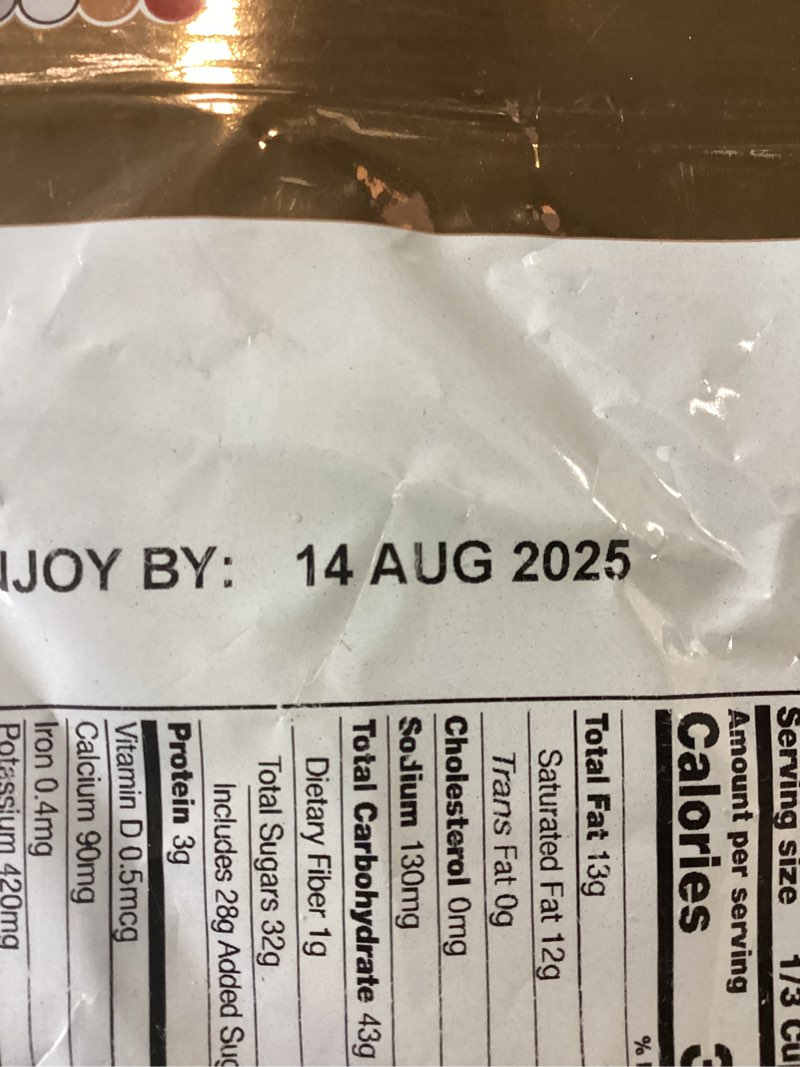 ENJOY BY: 14 AUG 2025
Serving size 1/3 Cu
Amount per serving
Calories 3
%
Total Fat 13g
Saturated Fat 12g
Trans Fat 0g
Cholesterol 0mg
Sodium 130mg
Total Carbohydrate 43g
Dietary Fiber 1g
Total Sugars 32g
Includes 28g Added Sug
Protein 3g
Vitamin D 0.5mcg
Calcium 90mg
Iron 0.4mg
Potassium 420mg